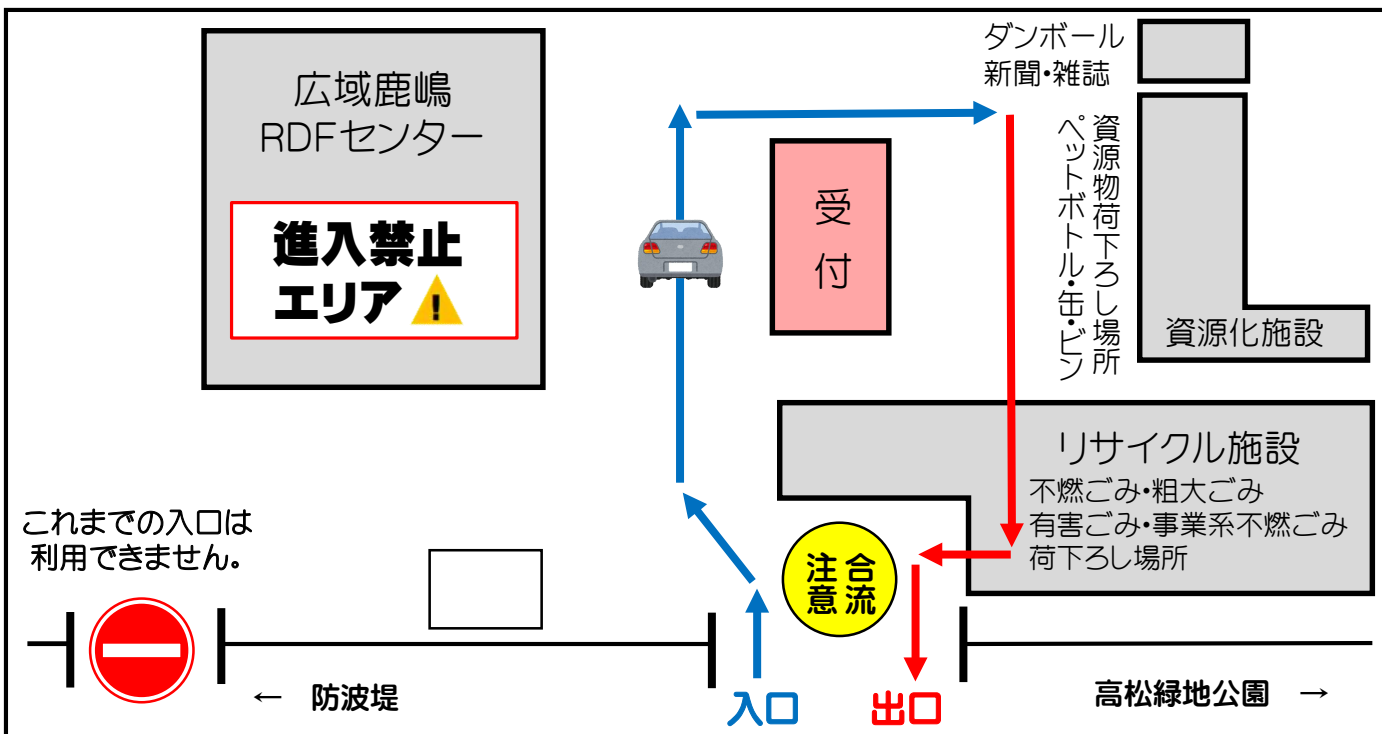 広域鹿嶋
RDFセンター
進入禁止
エリア
受付
ダンボール
新聞・雑誌
資源物荷下ろし場所
ペットボトル・缶・ビン
資源化施設
リサイクル施設
不燃ごみ・粗大ごみ
有害ごみ・事業系不燃ごみ
荷下ろし場所
これまでの入口は
利用できません。
合流
注意
← 防波堤
入口
出口
高松緑地公園 →